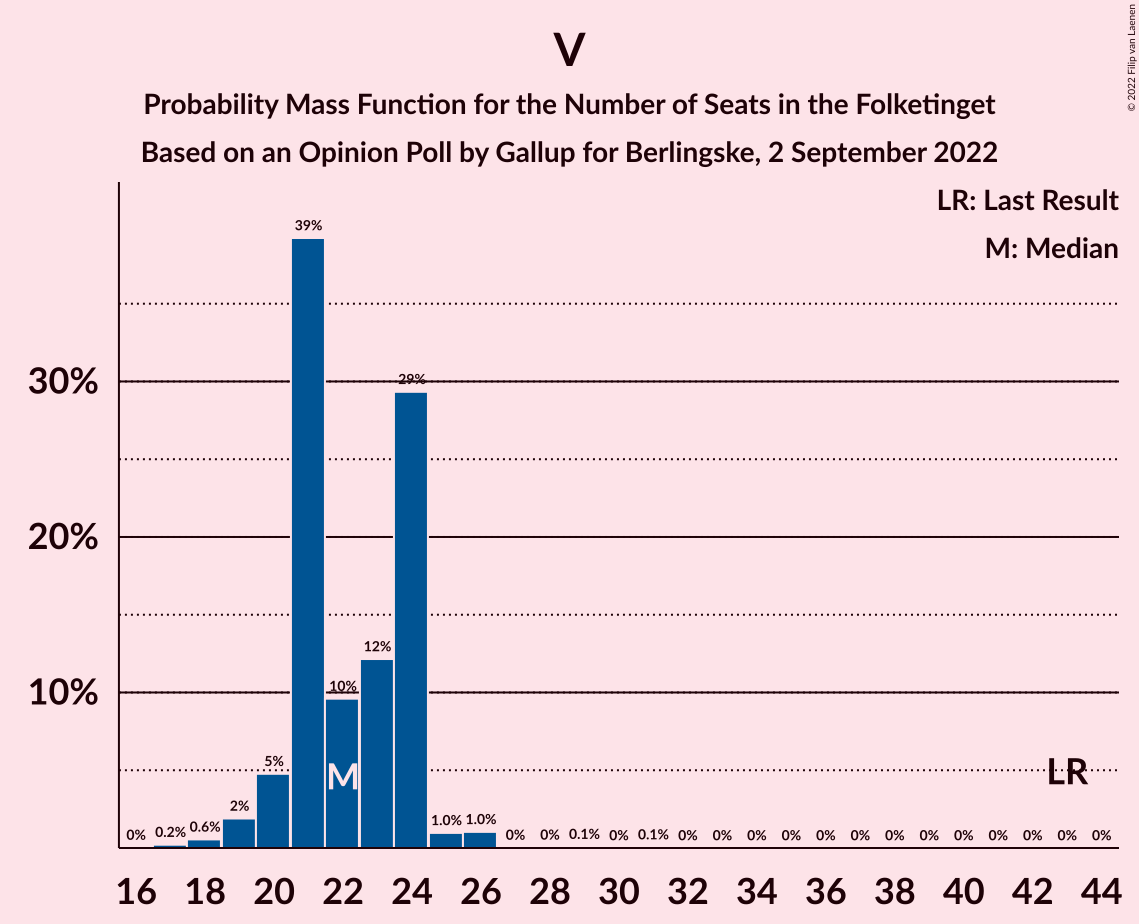 V
Probability Mass Function for the Number of Seats in the Folketinget
Based on an Opinion Poll by Gallup for Berlingske, 2 September 2022
© 2022 Filip van Laenen
LR: Last Result
M: Median
30%
20%
10%
0% 0.2% 0.6% 2% 5% 39% 10% 12% 29% 1.0% 1.0% 0% 0% 0.1% 0% 0.1% 0% 0% 0% 0% 0% 0% 0% 0% 0% 0% 0% 0% 0%
M
LR
16 18 20 22 24 26 28 30 32 34 36 38 40 42 44